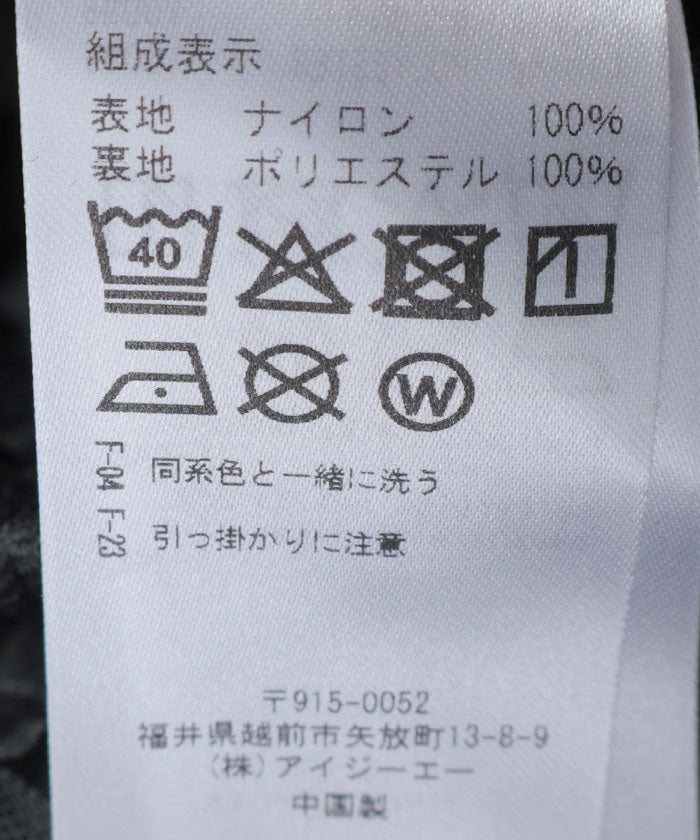 組成表示
表地 ナイロン 100%
裏地 ポリエステル 100%
40
W
F-04 同系色と一緒に洗う
F-23 引っ掛かりに注意
〒915-0052
福井県越前市矢放町13-8-9
(株)アイジーエー
中国製